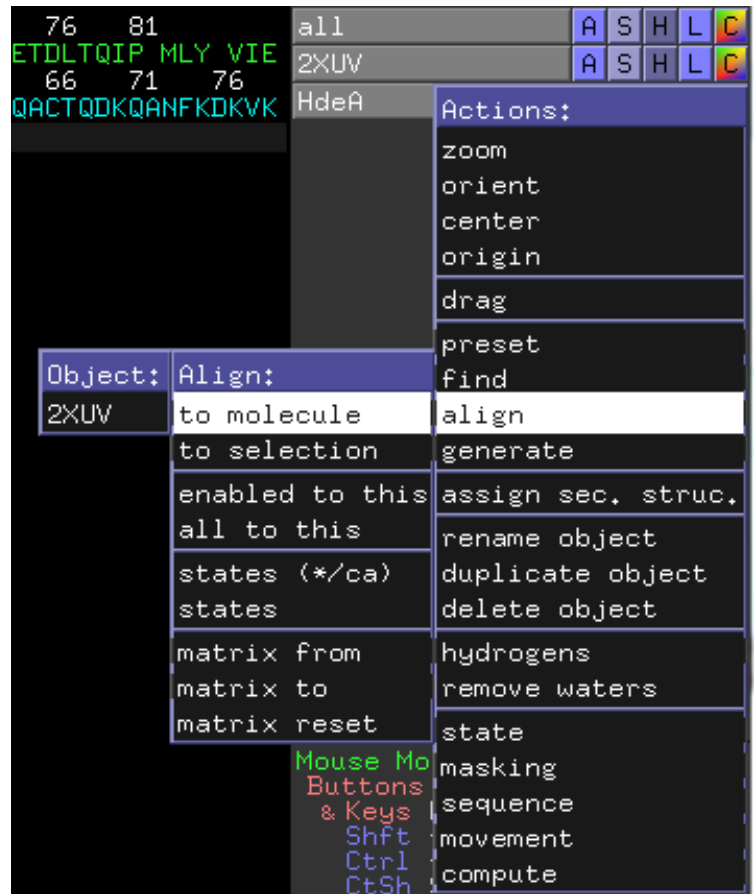 76 81
ETDLTQIP MLY VIE
66 71 76
QACTQDKQANFKDKVK
all A S H L C
2XUV A S H L C
HdeA
Actions:
zoom
orient
center
origin
drag
preset
find
align
generate
assign sec. struc.
rename object
duplicate object
delete object
hydrogens
remove waters
state
masking
sequence
movement
compute
Align:
to molecule
to selection
enabled to this
all to this
states (*/ca)
states
matrix from
matrix to
matrix reset
Object:
2XUV
Mouse Mo
Buttons
& Keys
Shft
Ctrl
CtSh